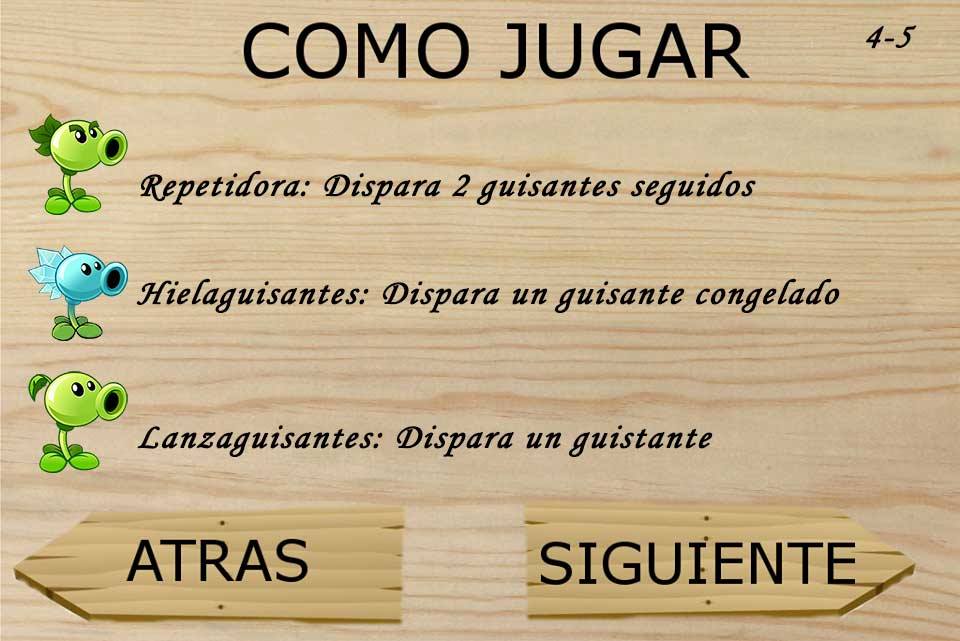 COMO JUGAR
4-5
Repetidora: Dispara 2 guisantes seguidos
Hielaguisantes: Dispara un guisante congelado
Lanzaguisantes: Dispara un guistante
ATRAS
SIGUIENTE